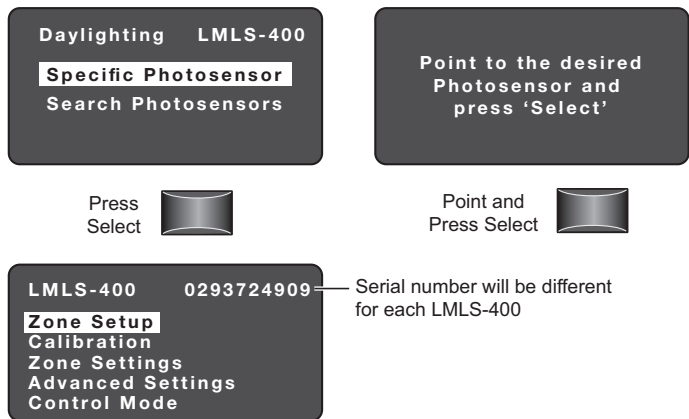 Daylighting LMLS-400
Specific Photosensor
Search Photosensors
Point to the desired
Photosensor and
press ‘Select’
Press
Select
Point and
Press Select
LMLS-400 0293724909
Zone Setup
Calibration
Zone Settings
Advanced Settings
Control Mode
Serial number will be different
for each LMLS-400